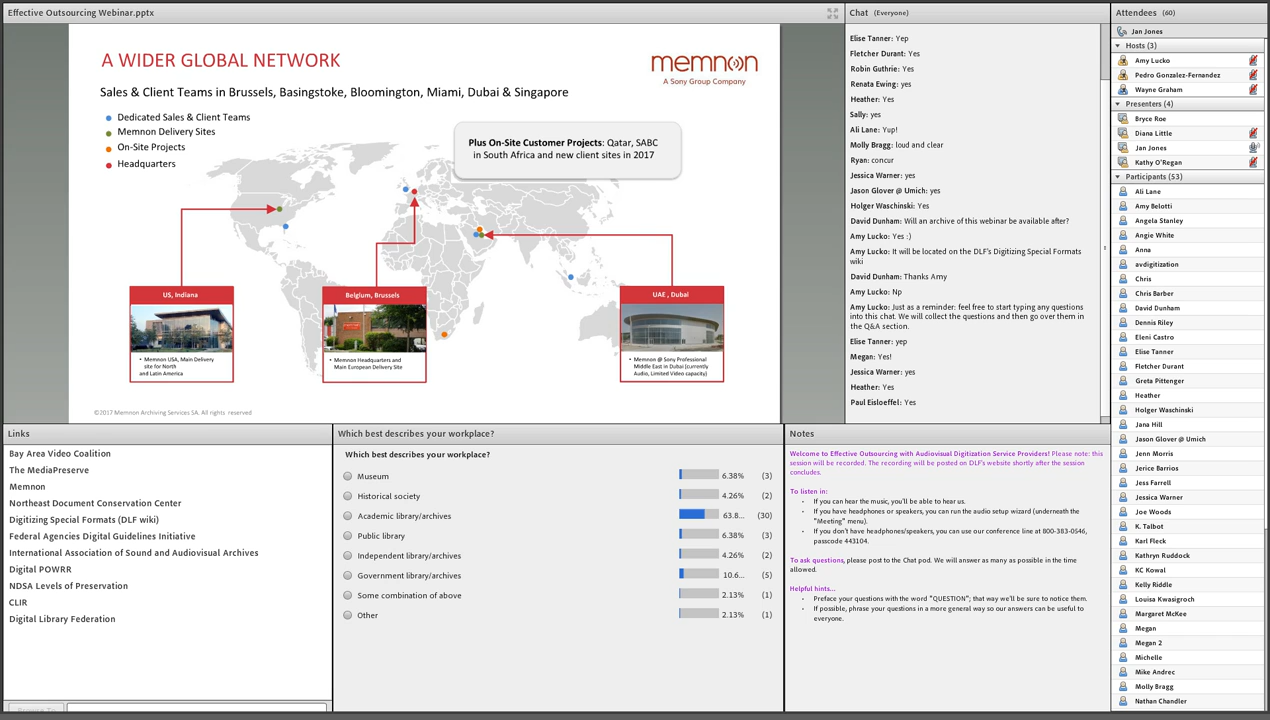 Effective Outsourcing Webinar.pptx
A WIDER GLOBAL NETWORK
memnon
A Sony Group Company
Sales & Client Teams in Brussels, Basingstoke, Bloomington, Miami, Dubai & Singapore
Dedicated Sales & Client Teams
Memnon Delivery Sites
On-Site Projects
Headquarters
Plus On-Site Customer Projects: Qatar, SABC
in South Africa and new client sites in 2017
US, Indiana
• Memnon USA, Main Delivery
site for North
and Latin America
Belgium, Brussels
• Memnon Headquarters and
Main European Delivery Site
UAE , Dubai
• Memnon @ Sony Professional
Middle East in Dubai (currently
Audio, Limited Video capacity)
©2017 Memnon Archiving Services SA. All rights reserved
Chat (Everyone)
Elise Tanner: Yep
Fletcher Durant: Yes
Robin Guthrie: Yes
Renata Ewing: yes
Heather: Yes
Sally: yes
Ali Lane: Yup!
Molly Bragg: loud and clear
Ryan: concur
Jessica Warner: yes
Jason Glover @ Umich: yes
Holger Waschinski: Yes
David Dunham: Will an archive of this webinar be available after?
Amy Lucko: Yes :)
Amy Lucko: It will be located on the DLF's Digitizing Special Formats
wiki
David Dunham: Thanks Amy
Amy Lucko: Np
Amy Lucko: Just as a reminder: feel free to start typing any questions
into this chat. We will collect the questions and then go over them in
the Q&A section.
Elise Tanner: yep
Megan: Yes!
Jessica Warner: yes
Heather: Yes
Paul Eisloeffel: Yes
Attendees (60)
Jan Jones
Hosts (3)
Amy Lucko
Pedro Gonzalez-Fernandez
Wayne Graham
Presenters (4)
Bryce Roe
Diana Little
Jan Jones
Kathy O'Regan
Participants (53)
Ali Lane
Amy Belotti
Angela Stanley
Angie White
Anna
avdigitization
Chris
Chris Barber
David Dunham
Dennis Riley
Eleni Castro
Elise Tanner
Fletcher Durant
Greta Pittenger
Heather
Holger Waschinski
Jana Hill
Jason Glover @ Umich
Jenn Morris
Jerice Barrios
Jess Farrell
Jessica Warner
Joe Woods
K. Talbot
Karl Fleck
Kathryn Ruddock
KC Kowal
Kelly Riddle
Louisa Kwasigroch
Margaret McKee
Megan
Megan 2
Michelle
Mike Andrec
Molly Bragg
Nathan Chandler
Links
Bay Area Video Coalition
The MediaPreserve
Memnon
Northeast Document Conservation Center
Digitizing Special Formats (DLF wiki)
Federal Agencies Digital Guidelines Initiative
International Association of Sound and Audiovisual Archives
Digital POWRR
NDSA Levels of Preservation
CLIR
Digital Library Federation
Browse To
Which best describes your workplace?
Which best describes your workplace?
Museum 6.38% (3)
Historical society 4.26% (2)
Academic library/archives 63.8... (30)
Public library 6.38% (3)
Independent library/archives 4.26% (2)
Government library/archives 10.6... (5)
Some combination of above 2.13% (1)
Other 2.13% (1)
Notes
Welcome to Effective Outsourcing with Audiovisual Digitization Service Providers! Please note: this
session will be recorded. The recording will be posted on DLF's website shortly after the session
concludes.
To listen in:
• If you can hear the music, you'll be able to hear us.
• If you have headphones or speakers, you can run the audio setup wizard (underneath the
"Meeting" menu).
• If you don't have headphones/speakers, you can use our conference line at 800-383-0546,
passcode 443104.
To ask questions, please post to the Chat pod. We will answer as many as possible in the time
allowed.
Helpful hints...
• Preface your questions with the word "QUESTION"; that way we'll be sure to notice them.
• If possible, phrase your questions in a more general way so our answers can be useful to
everyone.